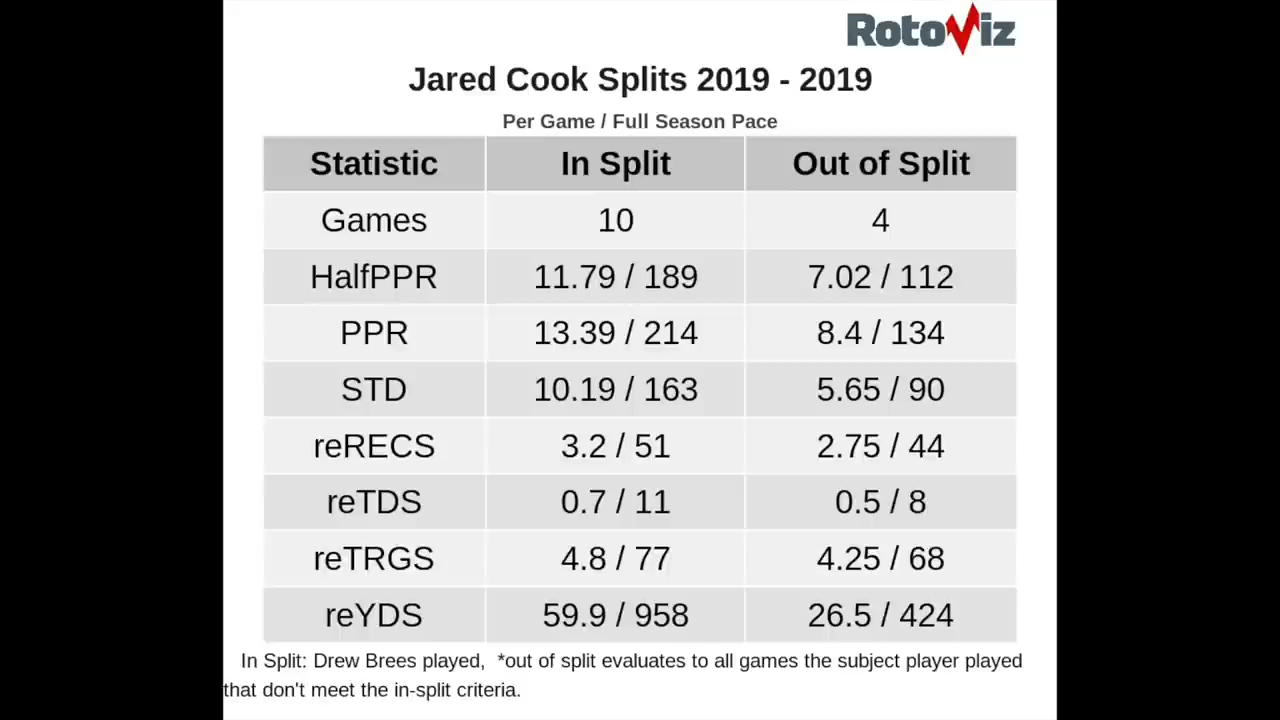 RotoViz
Jared Cook Splits 2019 - 2019
Per Game / Full Season Pace
Statistic In Split Out of Split
Games 10 4
HalfPPR 11.79 / 189 7.02 / 112
PPR 13.39 / 214 8.4 / 134
STD 10.19 / 163 5.65 / 90
reRECS 3.2 / 51 2.75 / 44
reTDS 0.7 / 11 0.5 / 8
reTRGS 4.8 / 77 4.25 / 68
reYDS 59.9 / 958 26.5 / 424
In Split: Drew Brees played, *out of split evaluates to all games the subject player played
that don't meet the in-split criteria.